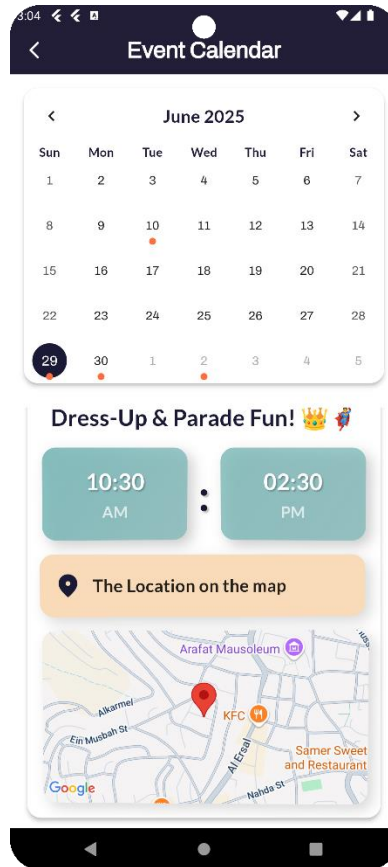 3:04
Event Calendar
June 2025
Sun Mon Tue Wed Thu Fri Sat
1 2 3 4 5 6 7
8 9 10 11 12 13 14
15 16 17 18 19 20 21
22 23 24 25 26 27 28
29 30 1 2 3 4 5
Dress-Up & Parade Fun! 👑 🦸
10:30 : 02:30
AM PM
The Location on the map
Arafat Mausoleum
Alkarmel
KFC
Ein Musbah St
Al Ersal
Samer Sweet
and Restaurant
Google
Nahda St